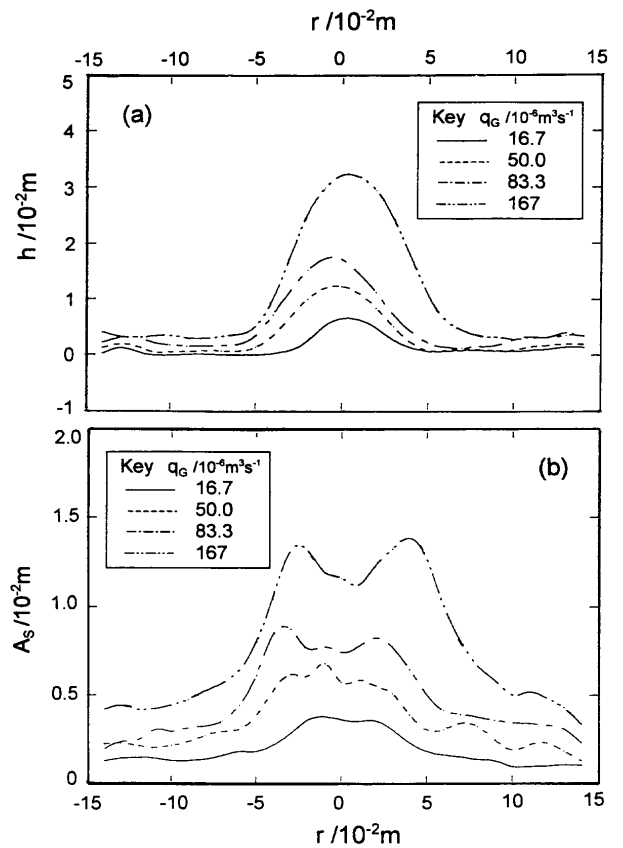 r /10⁻²m
-15 -10 -5 0 5 10 15
5
4
3
2
1
0
-1
h /10⁻²m
(a)
Key q_G /10⁻⁶m³s⁻¹
16.7
50.0
83.3
167
2.0
1.5
1.0
0.5
0
A_S /10⁻²m
(b)
Key q_G /10⁻⁶m³s⁻¹
16.7
50.0
83.3
167
-15 -10 -5 0 5 10 15
r /10⁻²m